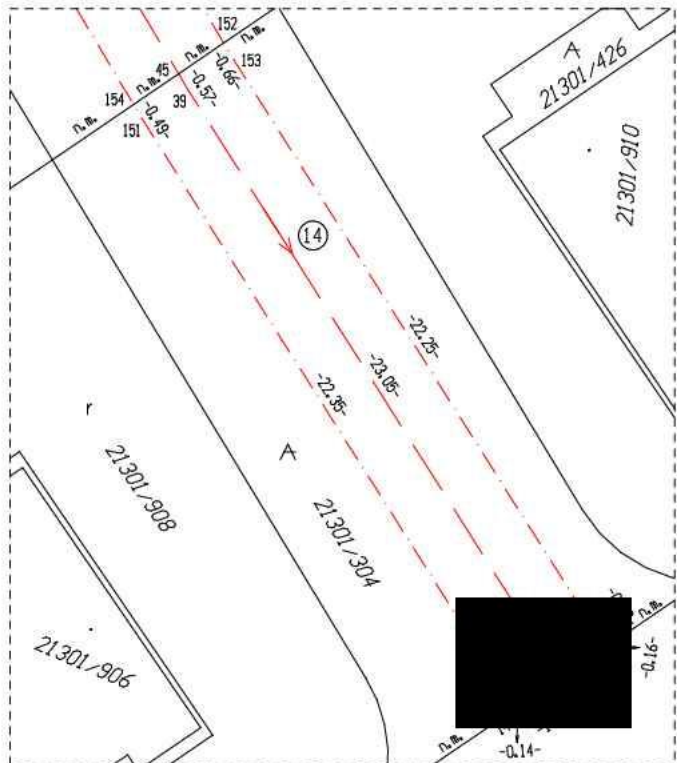 152
n.m.
n.m.
153
-0.66-
45
n.m.
-0.57-
39
154
-0.49-
151
n.m.
A
21301/426
21301/910
14
-22.25-
-23.05-
-22.35-
r
A
21301/908
21301/304
21301/906
n.m.
-0.16-
n.m.
-0.14-